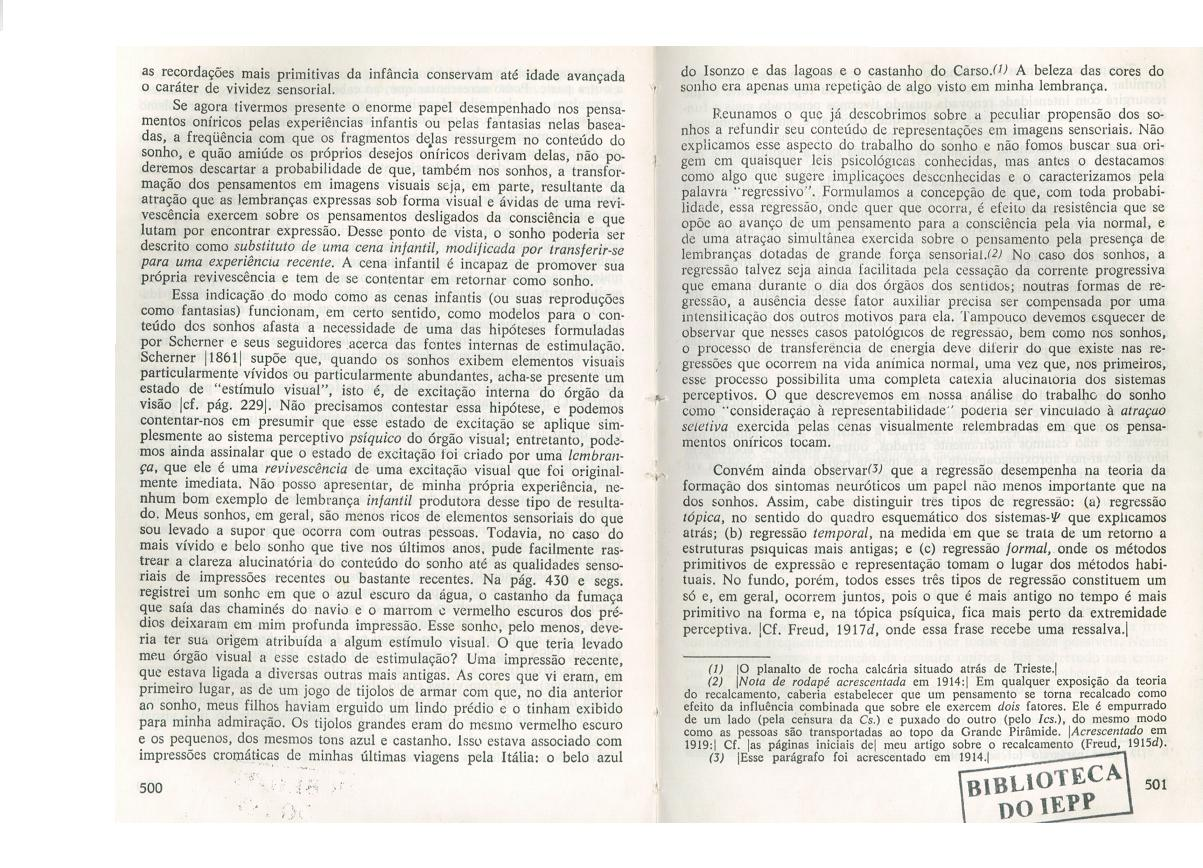 as recordações mais primitivas da infância conservam até idade avançada
o caráter de vividez sensorial.
Se agora tivermos presente o enorme papel desempenhado nos pensa-
mentos oníricos pelas experiências infantis ou pelas fantasias nelas basea-
das, a freqüência com que os fragmentos delas ressurgem no conteúdo do
sonho, e quão amiúde os próprios desejos oníricos derivam delas, não po-
deremos descartar a probabilidade de que, também nos sonhos, a transfor-
mação dos pensamentos em imagens visuais seja, em parte, resultante da
atração que as lembranças expressas sob forma visual e ávidas de uma revi-
vescência exercem sobre os pensamentos desligados da consciência e que
lutam por encontrar expressão. Desse ponto de vista, o sonho poderia ser
descrito como substituto de uma cena infantil, modificada por transferir-se
para uma experiência recente. A cena infantil é incapaz de promover sua
própria revivescência e tem de se contentar em retornar como sonho.
Essa indicação do modo como as cenas infantis (ou suas reproduções
como fantasias) funcionam, em certo sentido, como modelos para o con-
teúdo dos sonhos afasta a necessidade de uma das hipóteses formuladas
por Scherner e seus seguidores acerca das fontes internas de estimulação.
Scherner |1861| supõe que, quando os sonhos exibem elementos visuais
particularmente vívidos ou particularmente abundantes, acha-se presente um
estado de “estímulo visual”, isto é, de excitação interna do órgão da
visão |cf. pág. 229|. Não precisamos contestar essa hipótese, e podemos
contentar-nos em presumir que esse estado de excitação se aplique sim-
plesmente ao sistema perceptivo psíquico do órgão visual; entretanto, pode-
mos ainda assinalar que o estado de excitação foi criado por uma lembran-
ça, que ele é uma revivescência de uma excitação visual que foi original-
mente imediata. Não posso apresentar, de minha própria experiência, ne-
nhum bom exemplo de lembrança infantil produtora desse tipo de resulta-
do. Meus sonhos, em geral, são menos ricos de elementos sensoriais do que
sou levado a supor que ocorra com outras pessoas. Todavia, no caso do
mais vívido e belo sonho que tive nos últimos anos, pude facilmente ras-
trear a clareza alucinatória do conteúdo do sonho até as qualidades senso-
riais de impressões recentes ou bastante recentes. Na pág. 430 e segs.
registrei um sonho em que o azul escuro da água, o castanho da fumaça
que saía das chaminés do navio e o marrom e vermelho escuros dos pré-
dios deixaram em mim profunda impressão. Esse sonho, pelo menos, deve-
ria ter sua origem atribuída a algum estímulo visual. O que teria levado
meu órgão visual a esse estado de estimulação? Uma impressão recente,
que estava ligada a diversas outras mais antigas. As cores que vi eram, em
primeiro lugar, as de um jogo de tijolos de armar com que, no dia anterior
ao sonho, meus filhos haviam erguido um lindo prédio e o tinham exibido
para minha admiração. Os tijolos grandes eram do mesmo vermelho escuro
e os pequenos, dos mesmos tons azul e castanho. Isso estava associado com
impressões cromáticas de minhas últimas viagens pela Itália: o belo azul
500
do Isonzo e das lagoas e o castanho do Carso.(1) A beleza das cores do
sonho era apenas uma repetição de algo visto em minha lembrança.
Reunamos o que já descobrimos sobre a peculiar propensão dos so-
nhos a refundir seu conteúdo de representações em imagens sensoriais. Não
explicamos esse aspecto do trabalho do sonho e não fomos buscar sua ori-
gem em quaisquer leis psicológicas conhecidas, mas antes o destacamos
como algo que sugere implicações desconhecidas e o caracterizamos pela
palavra “regressivo”. Formulamos a concepção de que, com toda probabi-
lidade, essa regressão, onde quer que ocorra, é efeito da resistência que se
opõe ao avanço de um pensamento para a consciência pela via normal, e
de uma atração simultânea exercida sobre o pensamento pela presença de
lembranças dotadas de grande força sensorial.(2) No caso dos sonhos, a
regressão talvez seja ainda facilitada pela cessação da corrente progressiva
que emana durante o dia dos órgãos dos sentidos; noutras formas de re-
gressão, a ausência desse fator auxiliar precisa ser compensada por uma
intensificação dos outros motivos para ela. Tampouco devemos esquecer de
observar que nesses casos patológicos de regressão, bem como nos sonhos,
o processo de transferência de energia deve diferir do que existe nas re-
gressões que ocorrem na vida anímica normal, uma vez que, nos primeiros,
esse processo possibilita uma completa catexia alucinatoria dos sistemas
perceptivos. O que descrevemos em nossa análise do trabalho do sonho
como “consideração à representabilidade” poderia ser vinculado à atração
seletiva exercida pelas cenas visualmente relembradas em que os pensa-
mentos oníricos tocam.
Convém ainda observar(3) que a regressão desempenha na teoria da
formação dos sintomas neuróticos um papel não menos importante que na
dos sonhos. Assim, cabe distinguir três tipos de regressão: (a) regressão
tópica, no sentido do quadro esquemático dos sistemas-Ψ que explicamos
atrás; (b) regressão temporal, na medida em que se trata de um retorno a
estruturas psíquicas mais antigas; e (c) regressão formal, onde os métodos
primitivos de expressão e representação tomam o lugar dos métodos habi-
tuais. No fundo, porém, todos esses três tipos de regressão constituem um
só e, em geral, ocorrem juntos, pois o que é mais antigo no tempo é mais
primitivo na forma e, na tópica psíquica, fica mais perto da extremidade
perceptiva. |Cf. Freud, 1917d, onde essa frase recebe uma ressalva.|
(1) |O planalto de rocha calcária situado atrás de Trieste.|
(2) |Nota de rodapé acrescentada em 1914:| Em qualquer exposição da teoria
do recalcamento, caberia estabelecer que um pensamento se torna recalcado como
efeito da influência combinada que sobre ele exercem dois fatores. Ele é empurrado
de um lado (pela censura da Cs.) e puxado do outro (pelo Ics.), do mesmo modo
como as pessoas são transportadas ao topo da Grande Pirâmide. |Acrescentado em
1919:| Cf. |as páginas iniciais de| meu artigo sobre o recalcamento (Freud, 1915d).
(3) |Esse parágrafo foi acrescentado em 1914.|
BIBLIOTECA
DO IEPP
501